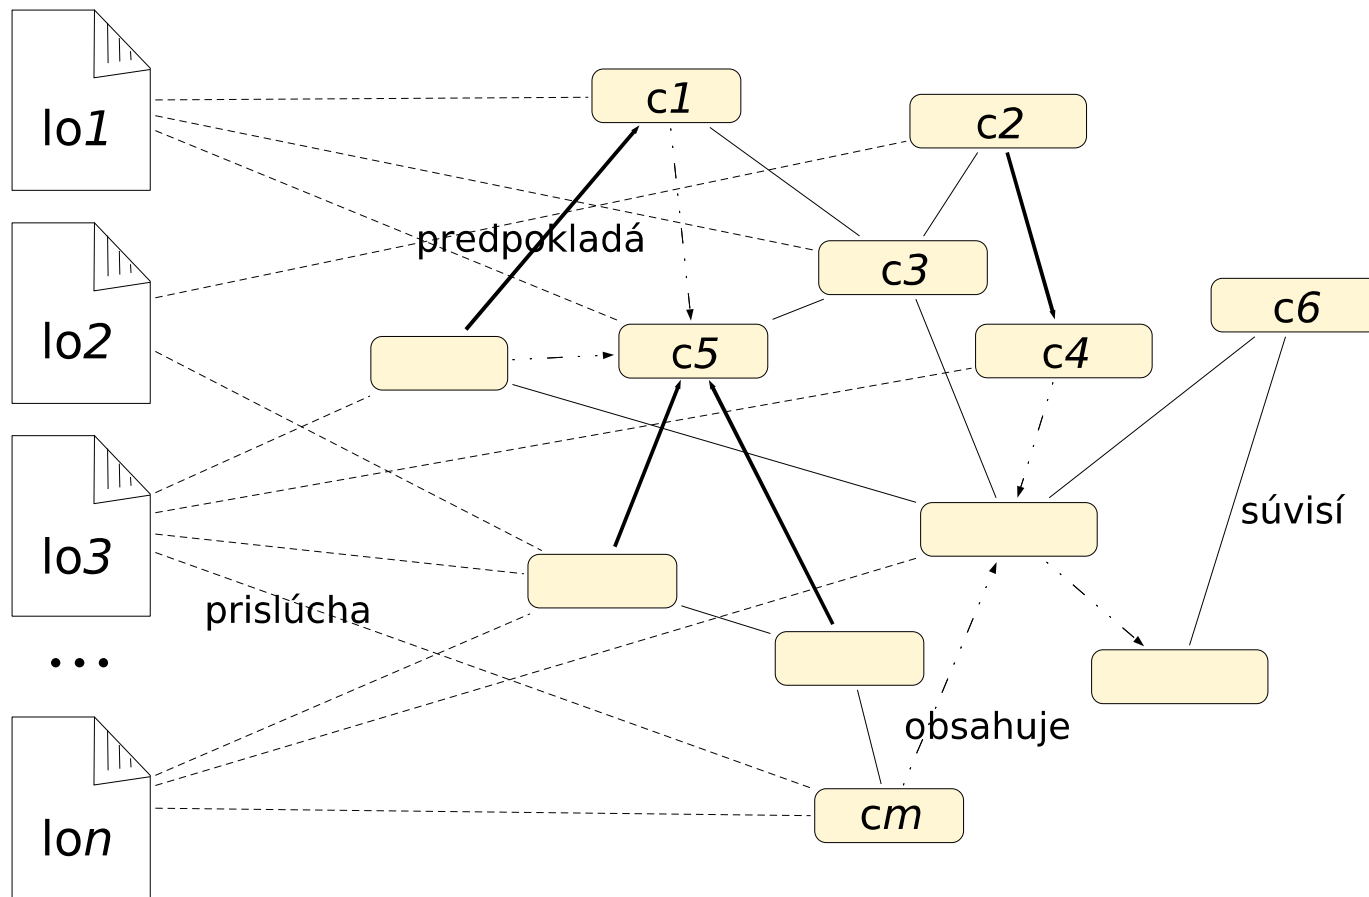 lo1
c1
c2
predpokladá
c3
c6
lo2
c5
c4
súvisí
lo3
prislúcha
...
obsahuje
lon
cm